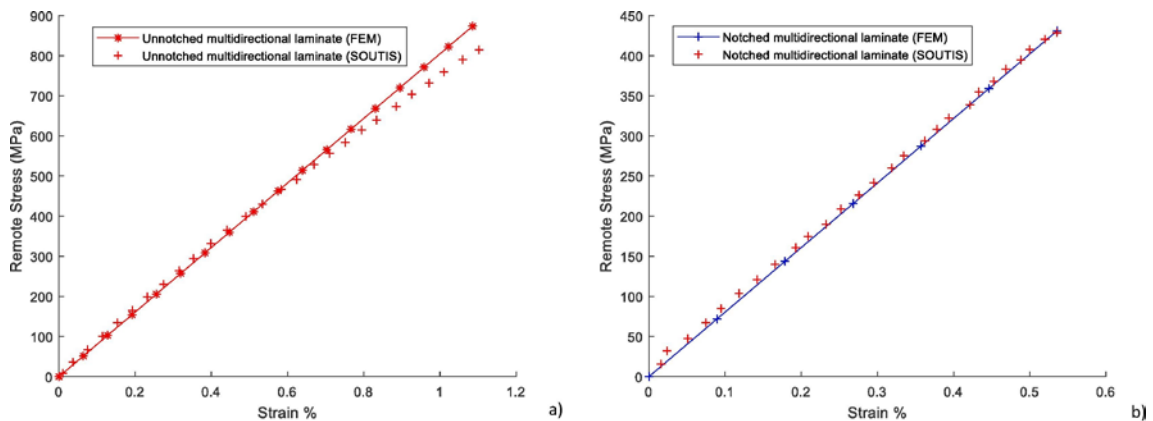 900
800
700
600
500
400
300
200
100
0
Remote Stress (MPa)
Unnotched multidirectional laminate (FEM)
Unnotched multidirectional laminate (SOUTIS)
0 0.2 0.4 0.6 0.8 1 1.2
Strain %
a)
450
400
350
300
250
200
150
100
50
0
Remote Stress (MPa)
Notched multidirectional laminate (FEM)
Notched multidirectional laminate (SOUTIS)
0 0.1 0.2 0.3 0.4 0.5 0.6
Strain %
b)